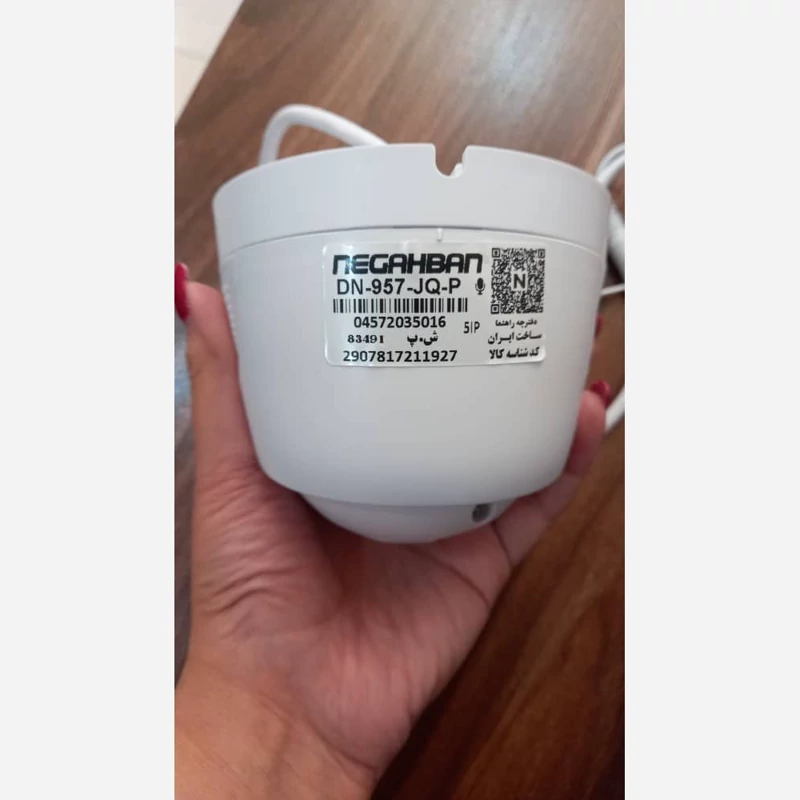 NEGAHBAN
DN-957-JQ-P
04572035016
5IP
83491 ش.پ
2907817211927
N
دفترچه راهنما
ساخت ایران
کد شناسه کالا